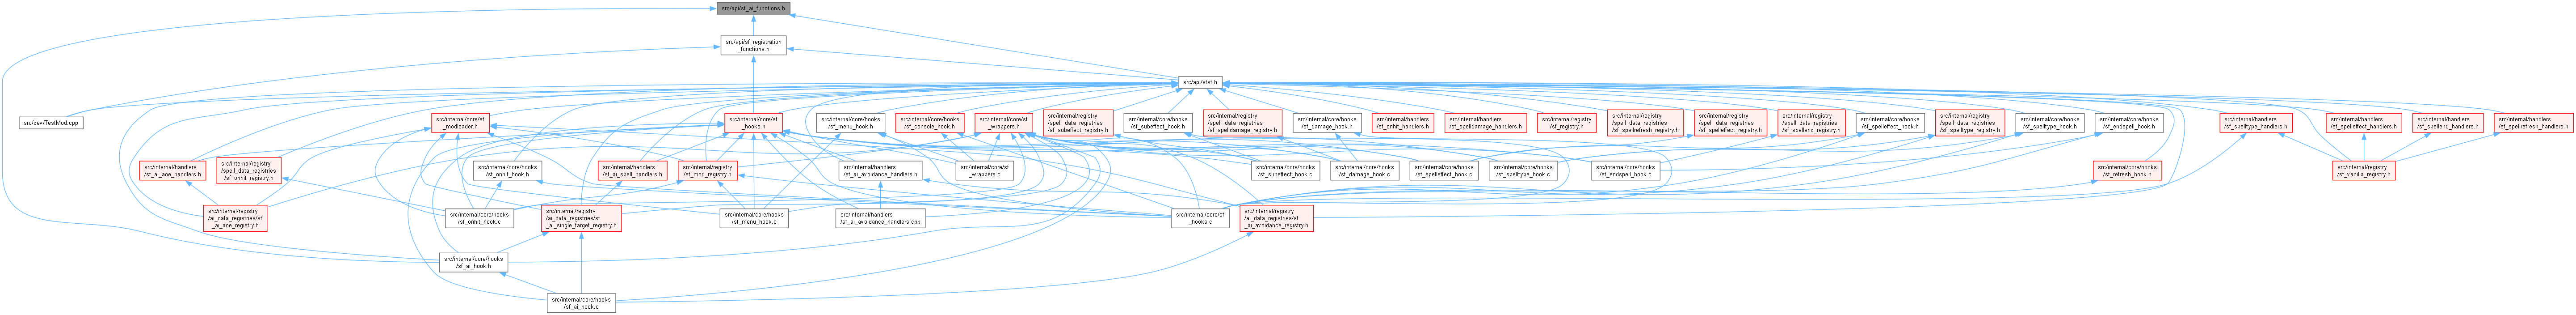 src/api/sf_ai_functions.h
src/api/sf_registration
_functions.h
src/api/sfsf.h
src/dev/TestMod.cpp
src/internal/core/sf
_modloader.h
src/internal/core/sf
_hooks.h
src/internal/core/hooks
/sf_menu_hook.h
src/internal/core/hooks
/sf_console_hook.h
src/internal/core/sf
_wrappers.h
src/internal/registry
/spell_data_registries
/sf_subeffect_registry.h
src/internal/core/hooks
/sf_subeffect_hook.h
src/internal/registry
/spell_data_registries
/sf_spelldamage_registry.h
src/internal/core/hooks
/sf_damage_hook.h
src/internal/handlers
/sf_onhit_handlers.h
src/internal/handlers
/sf_spelldamage_handlers.h
src/internal/registry
/sf_registry.h
src/internal/registry
/spell_data_registries
/sf_spellrefresh_registry.h
src/internal/registry
/spell_data_registries
/sf_spelleffect_registry.h
src/internal/registry
/spell_data_registries
/sf_spellend_registry.h
src/internal/core/hooks
/sf_spelleffect_hook.h
src/internal/registry
/spell_data_registries
/sf_spelltype_registry.h
src/internal/core/hooks
/sf_spelltype_hook.h
src/internal/core/hooks
/sf_endspell_hook.h
src/internal/handlers
/sf_spelltype_handlers.h
src/internal/handlers
/sf_spelleffect_handlers.h
src/internal/handlers
/sf_spellend_handlers.h
src/internal/handlers
/sf_spellrefresh_handlers.h
src/internal/handlers
/sf_ai_aoe_handlers.h
src/internal/registry
/spell_data_registries
/sf_onhit_registry.h
src/internal/core/hooks
/sf_onhit_hook.h
src/internal/handlers
/sf_ai_spell_handlers.h
src/internal/registry
/sf_mod_registry.h
src/internal/handlers
/sf_ai_avoidance_handlers.h
src/internal/core/sf
_wrappers.c
src/internal/core/hooks
/sf_subeffect_hook.c
src/internal/core/hooks
/sf_damage_hook.c
src/internal/core/hooks
/sf_spelleffect_hook.c
src/internal/core/hooks
/sf_spelltype_hook.c
src/internal/core/hooks
/sf_endspell_hook.c
src/internal/core/hooks
/sf_refresh_hook.h
src/internal/registry
/sf_vanilla_registry.h
src/internal/registry
/ai_data_registries/sf
_ai_aoe_registry.h
src/internal/core/hooks
/sf_onhit_hook.c
src/internal/registry
/ai_data_registries/sf
_ai_single_target_registry.h
src/internal/core/hooks
/sf_menu_hook.c
src/internal/handlers
/sf_ai_avoidance_handlers.cpp
src/internal/core/sf
_hooks.c
src/internal/registry
/ai_data_registries/sf
_ai_avoidance_registry.h
src/internal/core/hooks
/sf_ai_hook.h
src/internal/core/hooks
/sf_ai_hook.c